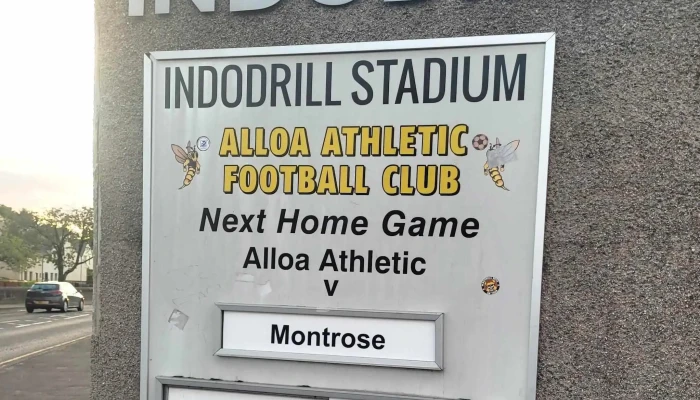 INDODRILL STADIUM
ALLOA ATHLETIC
FOOTBALL CLUB
Next Home Game
Alloa Athletic
v
Montrose